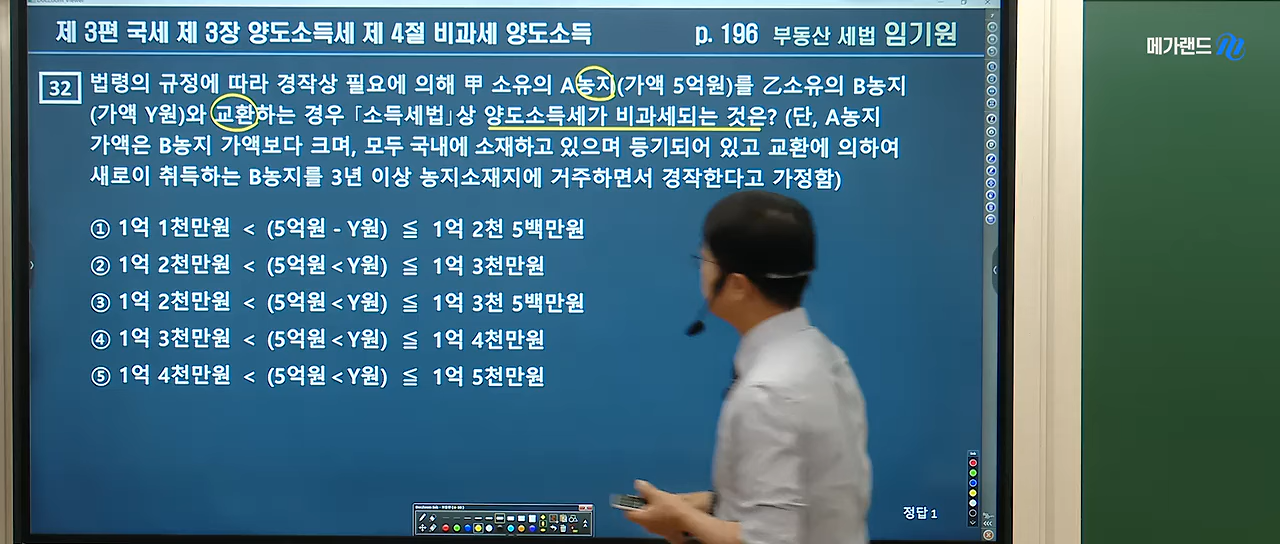 제 3편 국세 제 3장 양도소득세 제 4절 비과세 양도소득 p. 196 부동산 세법 임기원
메가랜드
32 법령의 규정에 따라 경작상 필요에 의해 甲 소유의 A농지(가액 5억원)를 乙소유의 B농지
(가액 Y원)와 교환하는 경우 「소득세법」상 양도소득세가 비과세되는 것은? (단, A농지
가액은 B농지 가액보다 크며, 모두 국내에 소재하고 있으며 등기되어 있고 교환에 의하여
새로이 취득하는 B농지를 3년 이상 농지소재지에 거주하면서 경작한다고 가정함)
① 1억 1천만원 < (5억원 - Y원) ≦ 1억 2천 5백만원
② 1억 2천만원 < (5억원 < Y원) ≦ 1억 3천만원
③ 1억 2천만원 < (5억원 < Y원) ≦ 1억 3천 5백만원
④ 1억 3천만원 < (5억원 < Y원) ≦ 1억 4천만원
⑤ 1억 4천만원 < (5억원 < Y원) ≦ 1억 5천만원
정답 1